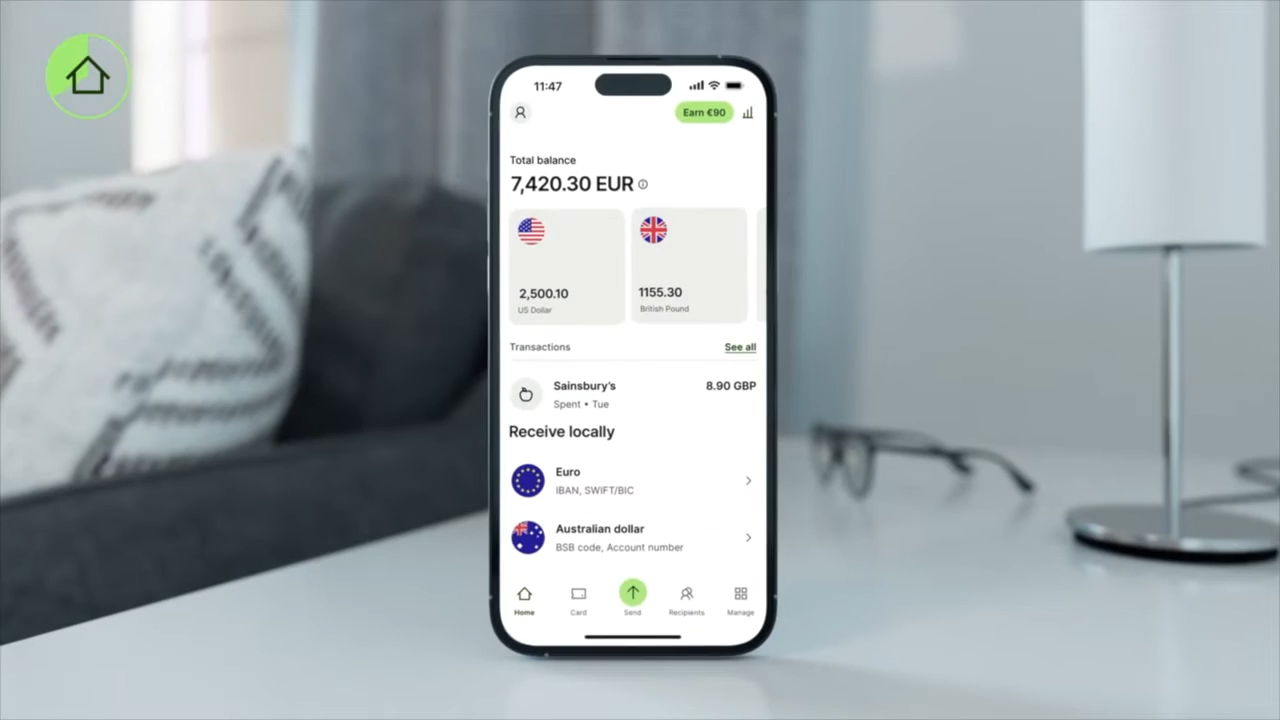 11:47
Earn €90
Total balance
7,420.30 EUR
2,500.10
US Dollar
1155.30
British Pound
Transactions
See all
Sainsbury's
8.90 GBP
Spent • Tue
Receive locally
Euro
IBAN, SWIFT/BIC
Australian dollar
BSB code, Account number
Home
Card
Send
Recipients
Manage